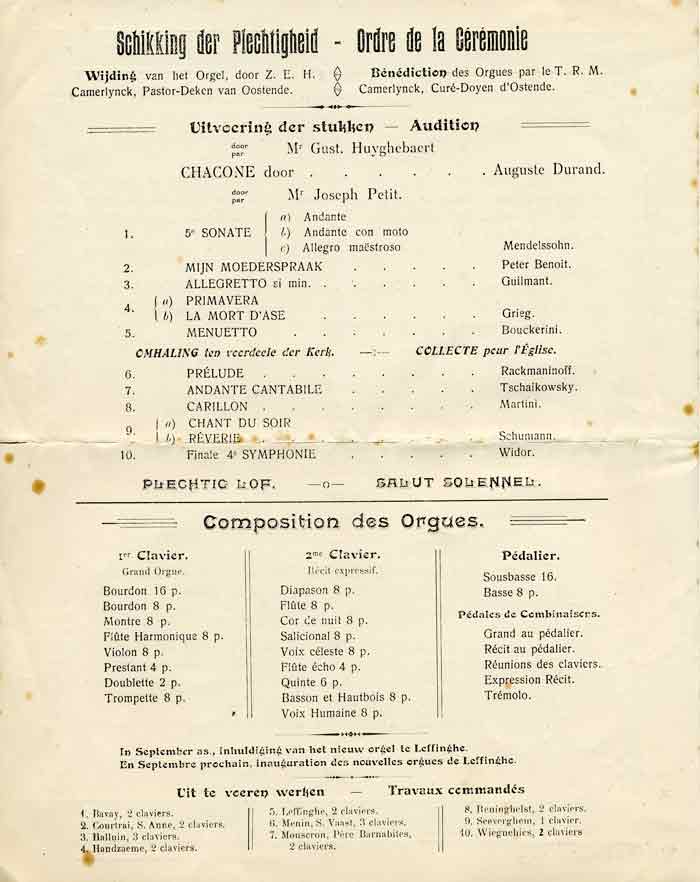 Schikking der Plechtigheid - Ordre de la Cérémonie
Wijding van het Orgel, door Z. E. H.
Camerlynck, Pastor-Deken van Oostende.
Bénédiction des Orgues par le T. R. M.
Camerlynck, Curé-Doyen d'Ostende.
Uitvoering der stukken — Audition
door
par Mr Gust. Huyghebaert
CHACONE door . . . . . . Auguste Durand.
door
par Mr Joseph Petit.
1. 5e SONATE
a) Andante
b) Andante con moto
c) Allegro maëstroso Mendelssohn.
2. MIJN MOEDERSPRAAK . . . . . Peter Benoit.
3. ALLEGRETTO si min. . . . . . . Guilmant.
4. a) PRIMAVERA
b) LA MORT D'ASE . . . . . . Grieg.
5. MENUETTO . . . . . . Bouckerini.
OMHALING ten voordeele der Kerk. —:— COLLECTE pour l'Église.
6. PRÉLUDE . . . . . . . Rackmaninoff.
7. ANDANTE CANTABILE . . . . . Tschaïkowsky.
8. CARILLON . . . . . . . Martini.
9. a) CHANT DU SOIR
b) RÉVERIE . . . . . . . Schumann.
10. Finale 4e SYMPHONIE . . . . . Widor.
PLECHTIG LOF. —o— SALUT SOLENNEL.
Composition des Orgues.
1er Clavier.
Grand Orgue.
Bourdon 16 p.
Bourdon 8 p.
Montre 8 p.
Flûte Harmonique 8 p.
Violon 8 p.
Prestant 4 p.
Doublette 2 p.
Trompette 8 p.
2me Clavier.
Récit expressif.
Diapason 8 p.
Flûte 8 p.
Cor de nuit 8 p.
Salicional 8 p.
Voix céleste 8 p.
Flûte écho 4 p.
Quinte 6 p.
Basson et Hautbois 8 p.
Voix Humaine 8 p.
Pédalier.
Sousbasse 16.
Basse 8 p.
Pédales de Combinaisers.
Grand au pédalier.
Récit au pédalier.
Réunions des claviers.
Expression Récit.
Trémolo.
In September as., inhuldiging van het nieuw orgel te Leffinghe.
En Septembre prochain, inauguration des nouvelles orgues de Leffinghe.
Uit te voeren werken — Travaux commandés
1. Bavay, 2 claviers.
2. Courtrai, S. Anne, 2 claviers.
3. Halluin, 3 claviers.
4. Handzaeme, 2 claviers.
5. Leffinghe, 2 claviers.
6. Menin, S. Vaast, 3 claviers.
7. Mouscron, Père Barnabites,
2 claviers.
8. Reninghelst, 2 claviers.
9. Seeverghem, 1 clavier.
10. Wieguehies, 2 claviers